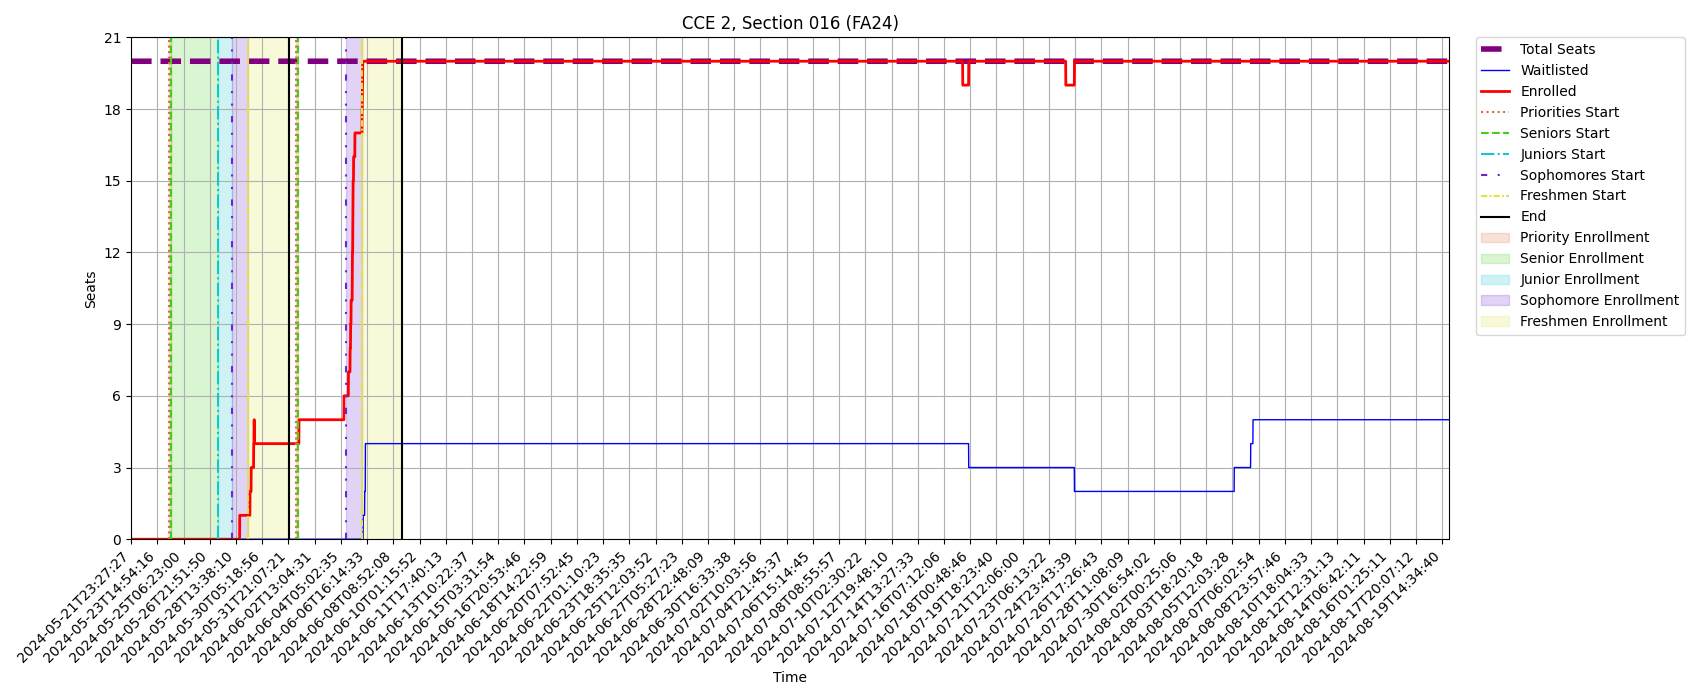 CCE 2, Section 016 (FA24)
Seats
21
18
15
12
9
6
3
0
2024-05-21T23:27:27
2024-05-23T14:54:16
2024-05-25T06:23:00
2024-05-26T21:51:50
2024-05-28T13:38:10
2024-05-30T05:18:56
2024-05-31T21:07:21
2024-06-02T13:04:31
2024-06-04T05:02:35
2024-06-06T16:14:33
2024-06-08T08:52:08
2024-06-10T01:15:52
2024-06-11T17:40:13
2024-06-13T10:22:37
2024-06-15T03:31:54
2024-06-16T20:53:46
2024-06-18T14:22:59
2024-06-20T07:52:45
2024-06-22T01:10:23
2024-06-23T18:35:35
2024-06-25T12:03:52
2024-06-27T05:27:23
2024-06-28T22:48:09
2024-06-30T16:33:38
2024-07-02T10:03:56
2024-07-04T21:45:37
2024-07-06T15:14:45
2024-07-08T08:55:57
2024-07-10T02:30:22
2024-07-12T19:48:10
2024-07-14T13:27:33
2024-07-16T07:12:06
2024-07-18T00:48:46
2024-07-19T18:23:40
2024-07-21T12:06:00
2024-07-23T06:13:22
2024-07-24T23:43:39
2024-07-26T17:26:43
2024-07-28T11:08:09
2024-07-30T16:54:02
2024-08-02T00:25:06
2024-08-03T18:20:18
2024-08-05T12:03:28
2024-08-07T06:02:54
2024-08-08T23:57:46
2024-08-10T18:04:33
2024-08-12T12:31:13
2024-08-14T06:42:11
2024-08-16T01:25:11
2024-08-17T20:07:12
2024-08-19T14:34:40
Time
Total Seats
Waitlisted
Enrolled
Priorities Start
Seniors Start
Juniors Start
Sophomores Start
Freshmen Start
End
Priority Enrollment
Senior Enrollment
Junior Enrollment
Sophomore Enrollment
Freshmen Enrollment